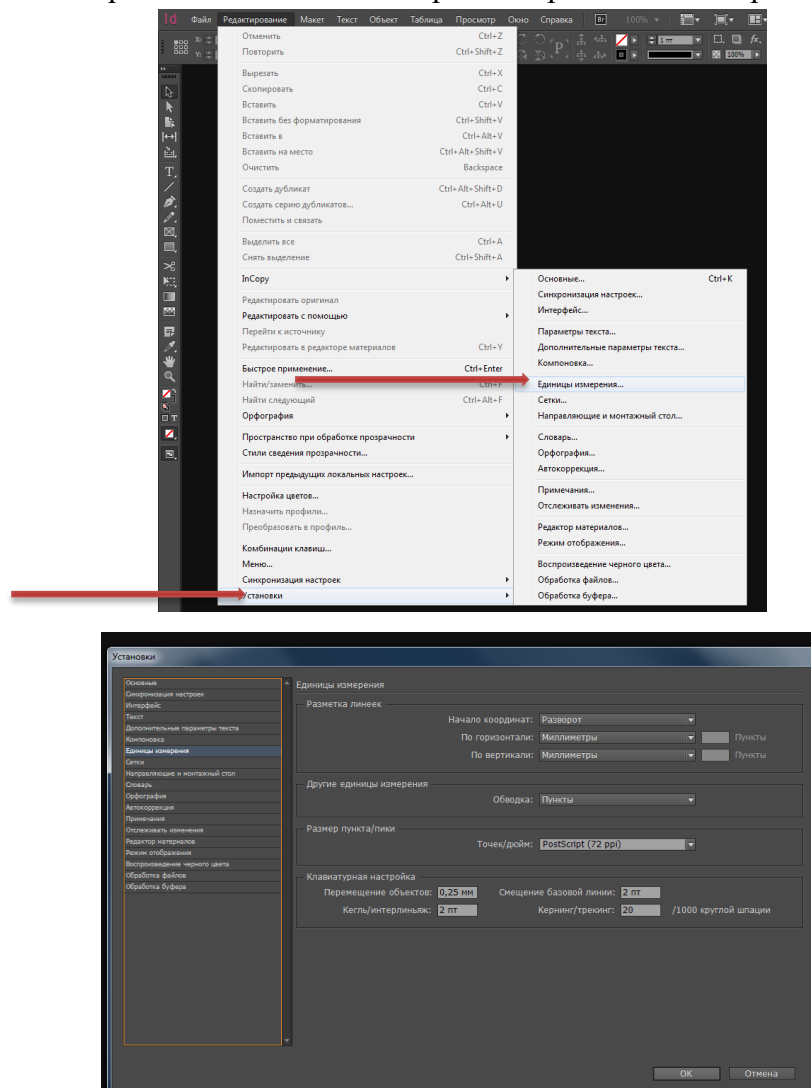 Id Файл Редактирование Макет Текст Объект Таблица Просмотр Окно Справка Br 100%
X:
Y:
1 пт
100%
Отменить Ctrl+Z
Повторить Ctrl+Shift+Z
Вырезать Ctrl+X
Скопировать Ctrl+C
Вставить Ctrl+V
Вставить без форматирования Ctrl+Shift+V
Вставить в Ctrl+Alt+V
Вставить на место Ctrl+Alt+Shift+V
Очистить Backspace
Создать дубликат Ctrl+Alt+Shift+D
Создать серию дубликатов... Ctrl+Alt+U
Поместить и связать
Выделить все Ctrl+A
Снять выделение Ctrl+Shift+A
InCopy
Редактировать оригинал
Редактировать с помощью
Перейти к источнику
Редактировать в редакторе материалов Ctrl+Y
Быстрое применение... Ctrl+Enter
Найти/заменить... Ctrl+F
Найти следующий Ctrl+Alt+F
Орфография
Пространство при обработке прозрачности
Стили сведения прозрачности...
Импорт предыдущих локальных настроек...
Настройка цветов...
Назначить профили...
Преобразовать в профиль...
Комбинации клавиш...
Меню...
Синхронизация настроек
Установки
Основные... Ctrl+K
Синхронизация настроек...
Интерфейс...
Параметры текста...
Дополнительные параметры текста...
Компоновка...
Единицы измерения...
Сетки...
Направляющие и монтажный стол...
Словарь...
Орфография...
Автокоррекция...
Примечания...
Отслеживать изменения...
Редактор материалов...
Режим отображения...
Воспроизведение черного цвета...
Обработка файлов...
Обработка буфера...
Установки
Основные
Синхронизация настроек
Интерфейс
Текст
Дополнительные параметры текста
Компоновка
Единицы измерения
Сетки
Направляющие и монтажный стол
Словарь
Орфография
Автокоррекция
Примечания
Отслеживать изменения
Редактор материалов
Режим отображения
Воспроизведение черного цвета
Обработка файлов
Обработка буфера
Единицы измерения
Разметка линеек
Начало координат: Разворот
По горизонтали: Миллиметры Пункты
По вертикали: Миллиметры Пункты
Другие единицы измерения
Обводка: Пункты
Размер пункта/пики
Точек/дюйм: PostScript (72 ppi)
Клавиатурная настройка
Перемещение объектов: 0,25 мм Смещение базовой линии: 2 пт
Кегль/интерлиньяж: 2 пт Кернинг/трекинг: 20 /1000 круглой шпации
OK Отмена